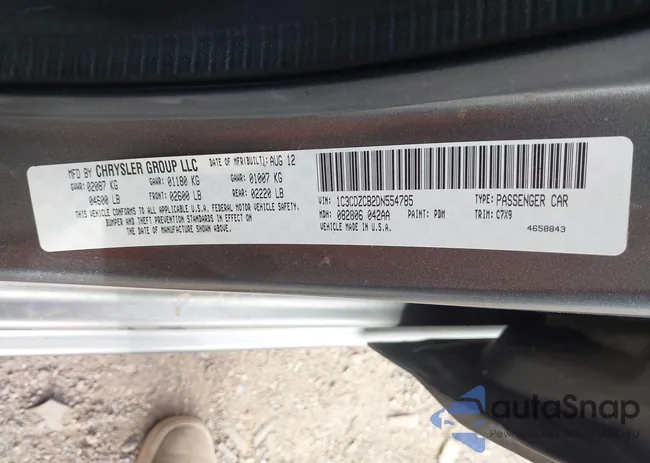 MFD BY CHRYSLER GROUP LLC DATE OF MFR(BUILT): AUG 12
GVWR: 02087 KG GAWR: 01180 KG GAWR: 01007 KG
04600 LB FRONT: 02600 LB REAR: 02220 LB
THIS VEHICLE CONFORMS TO ALL APPLICABLE U.S.A. FEDERAL MOTOR VEHICLE SAFETY,
BUMPER AND THEFT PREVENTION STANDARDS IN EFFECT ON THE
DATE OF MANUFACTURE SHOWN ABOVE.
VIN: 1C3CDZCB2DN554785 TYPE: PASSENGER CAR
MDH: 082806 042AA PAINT: PDM TRIM: C7X9
VEHICLE MADE IN U.S.A. 4658843
autaSnap